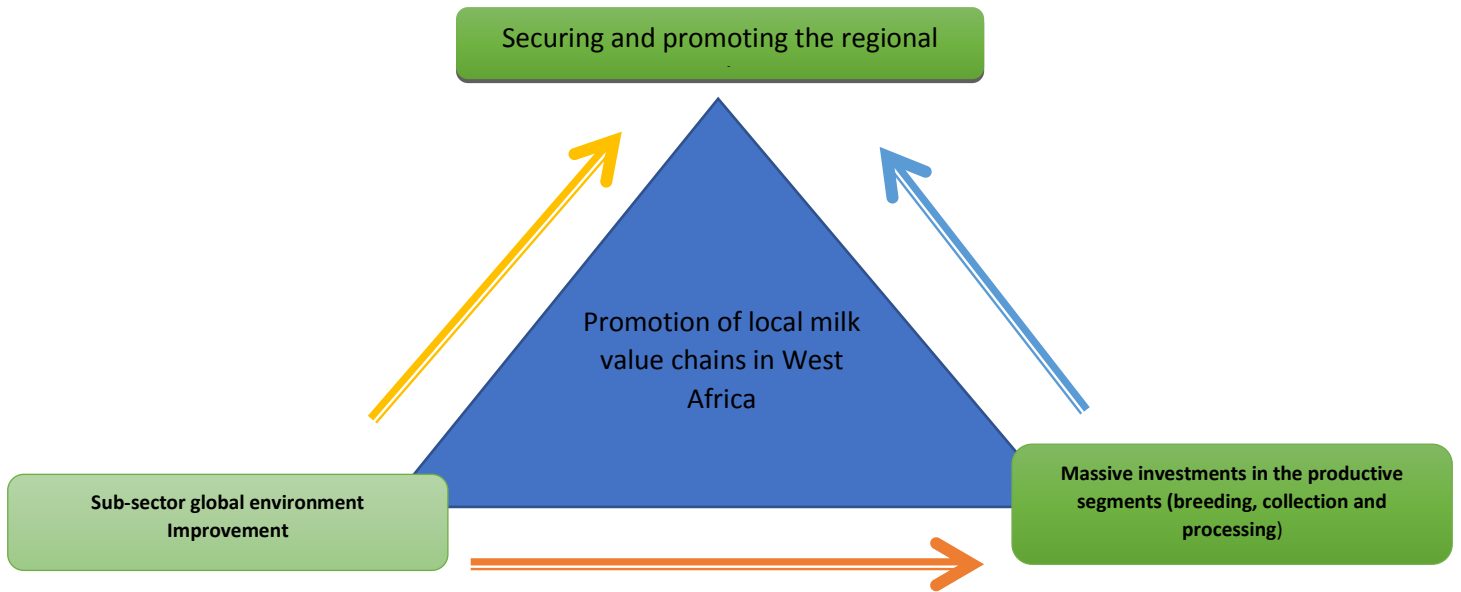 Securing and promoting the regional
Promotion of local milk
value chains in West
Africa
Sub-sector global environment
Improvement
Massive investments in the productive
segments (breeding, collection and
processing)